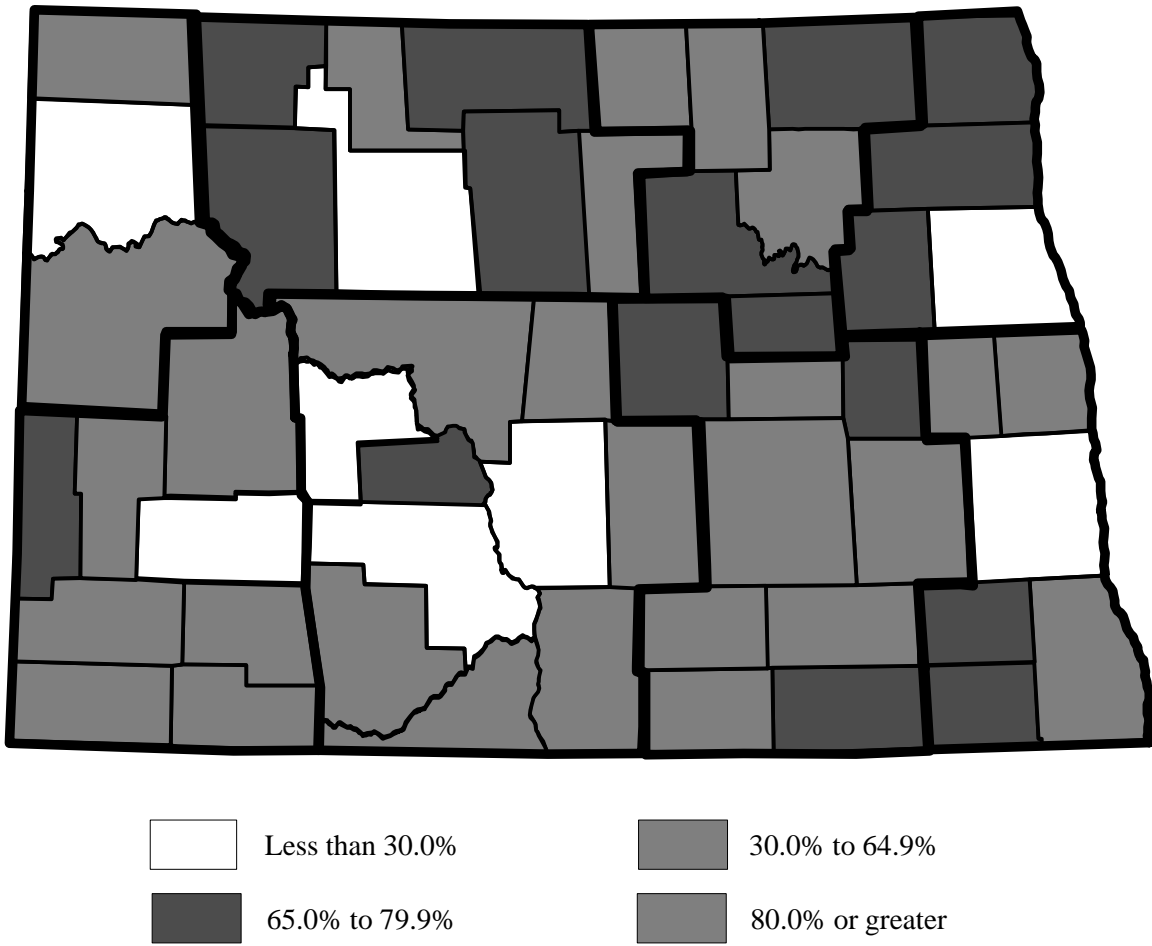 Less than 30.0%
30.0% to 64.9%
65.0% to 79.9%
80.0% or greater